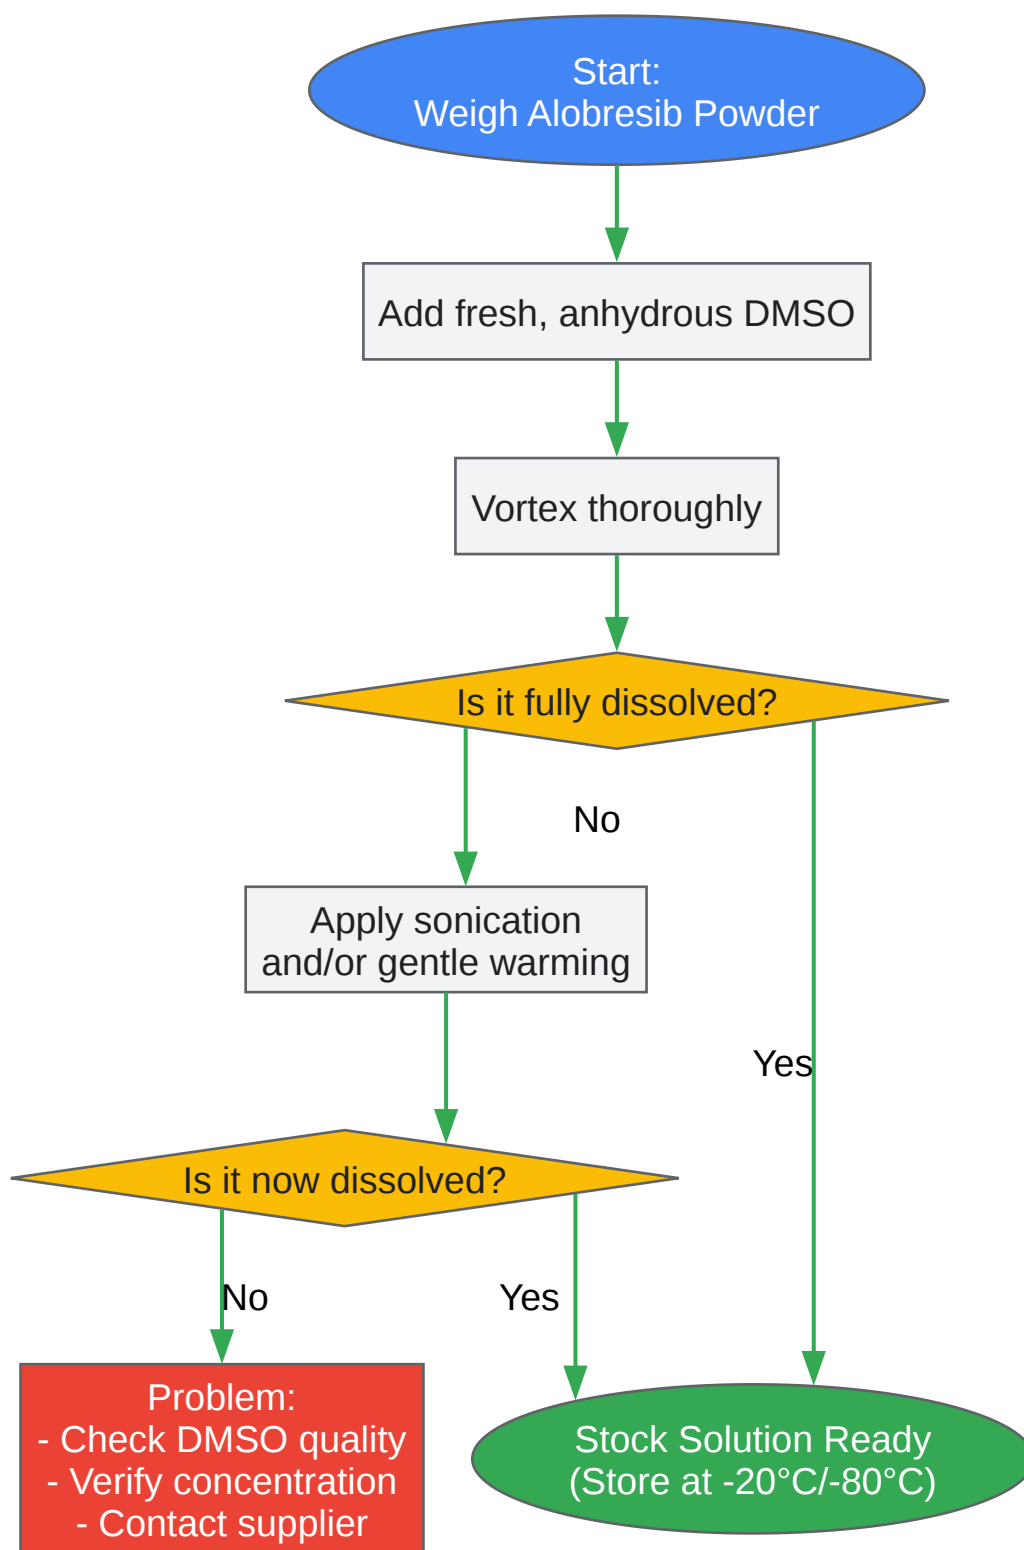 Start:
Weigh Alobresib Powder
Add fresh, anhydrous DMSO
Vortex thoroughly
Is it fully dissolved?
No
Apply sonication
and/or gentle warming
Yes
Is it now dissolved?
No
Yes
Problem:
- Check DMSO quality
- Verify concentration
- Contact supplier
Stock Solution Ready
(Store at -20°C/-80°C)